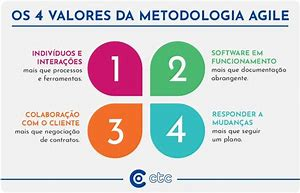 OS 4 VALORES DA METODOLOGIA AGILE
INDIVÍDUOS E
INTERAÇÕES
mais que processos
e ferramentas.
1
2
SOFTWARE EM
FUNCIONAMENTO
mais que documentação
abrangente.
COLABORAÇÃO
COM O CLIENTE
mais que negociação
de contratos.
3
4
RESPONDER A
MUDANÇAS
mais que seguir
um plano.
ctc